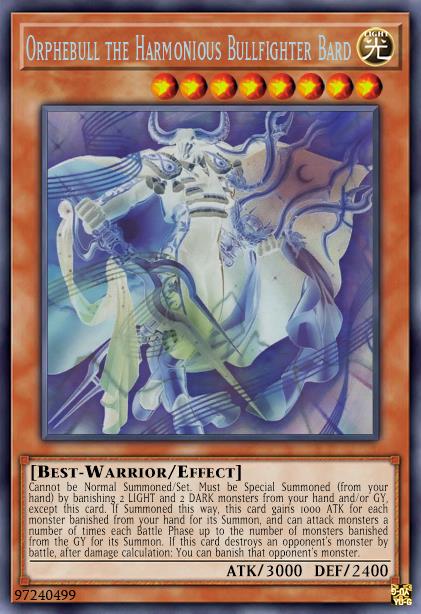 Orphebull the Harmonious Bullfighter Bard
LIGHT
光
[Best-Warrior/Effect]
Cannot be Normal Summoned/Set. Must be Special Summoned (from your
hand) by banishing 2 LIGHT and 2 DARK monsters from your hand and/or GY,
except this card. If Summoned this way, this card gains 1000 ATK for each
monster banished from your hand for its Summon, and can attack monsters a
number of times each Battle Phase up to the number of monsters banished
from the GY for its Summon. If this card destroys an opponent's monster by
battle, after damage calculation: You can banish that opponent's monster.
ATK/3000 DEF/2400
97240499